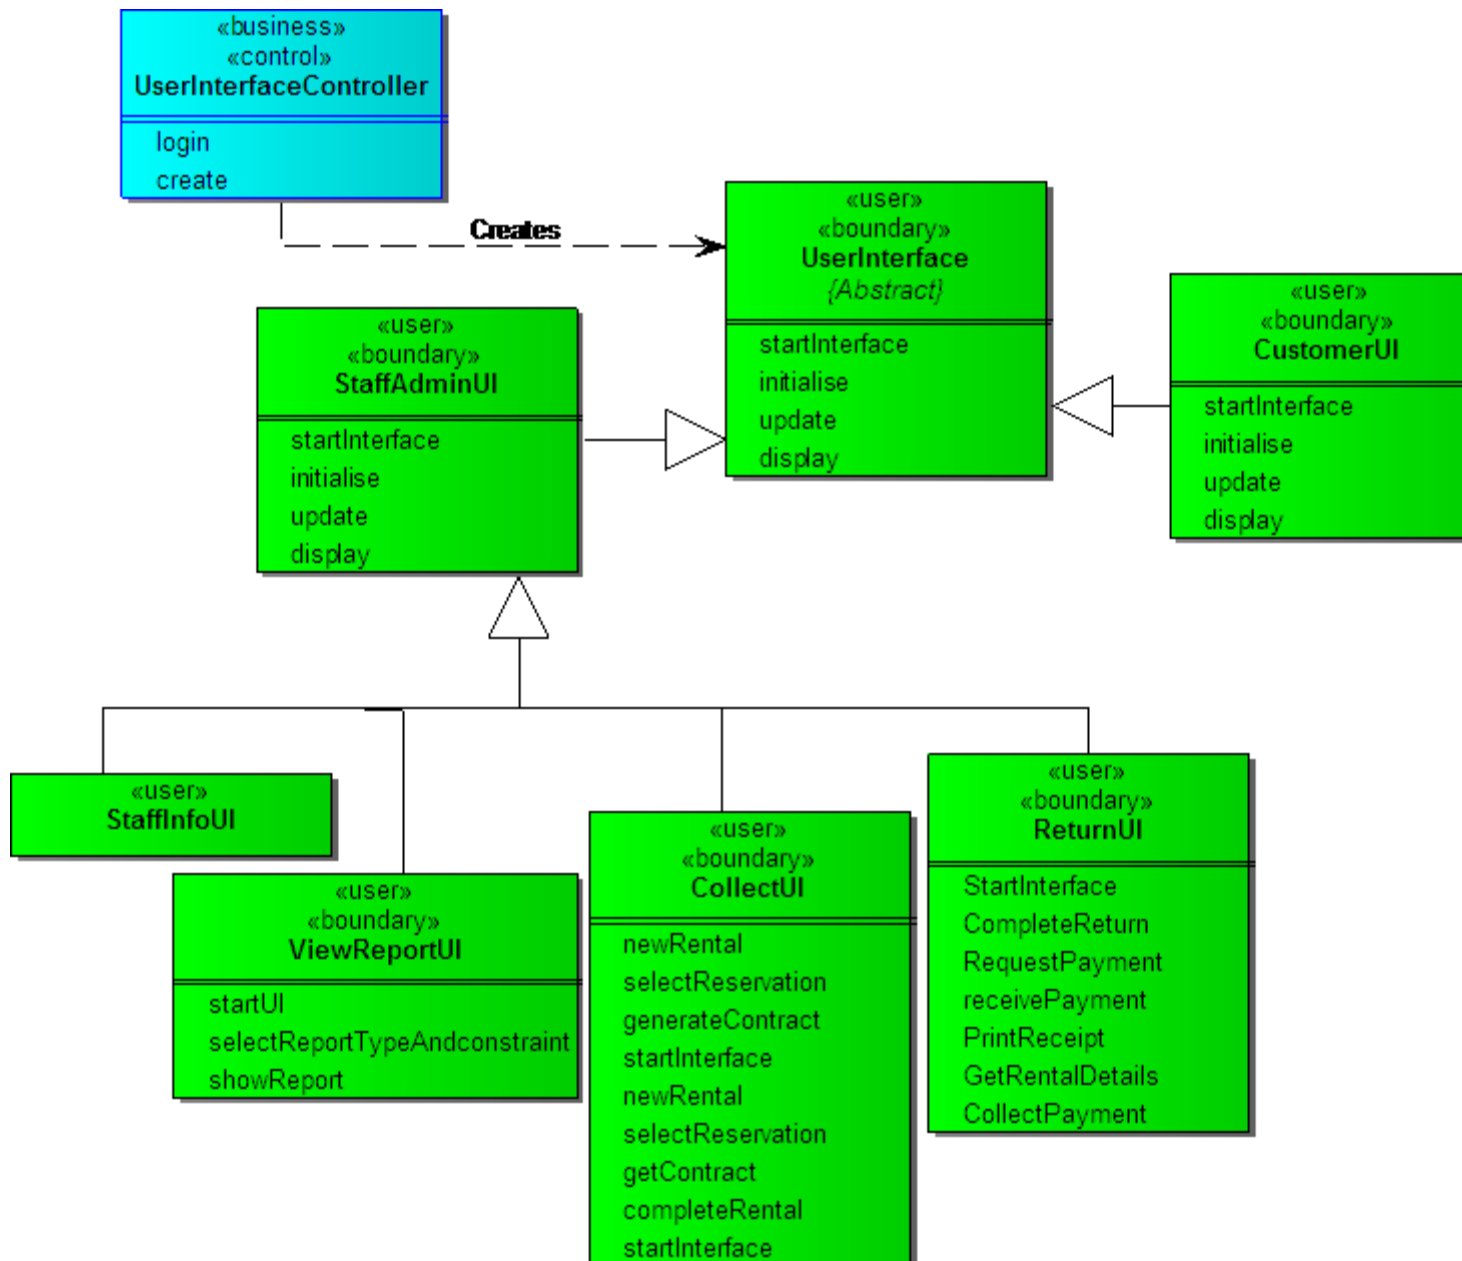 «business»
«control»
UserInterfaceController
login
create
Creates
«user»
«boundary»
UserInterface
{Abstract}
startInterface
initialise
update
display
«user»
«boundary»
CustomerUI
startInterface
initialise
update
display
«user»
«boundary»
StaffAdminUI
startInterface
initialise
update
display
«user»
StaffInfoUI
«user»
«boundary»
ViewReportUI
startUI
selectReportTypeAndconstraint
showReport
«user»
«boundary»
CollectUI
newRental
selectReservation
generateContract
startInterface
newRental
selectReservation
getContract
completeRental
startInterface
«user»
«boundary»
ReturnUI
StartInterface
CompleteReturn
RequestPayment
receivePayment
PrintReceipt
GetRentalDetails
CollectPayment